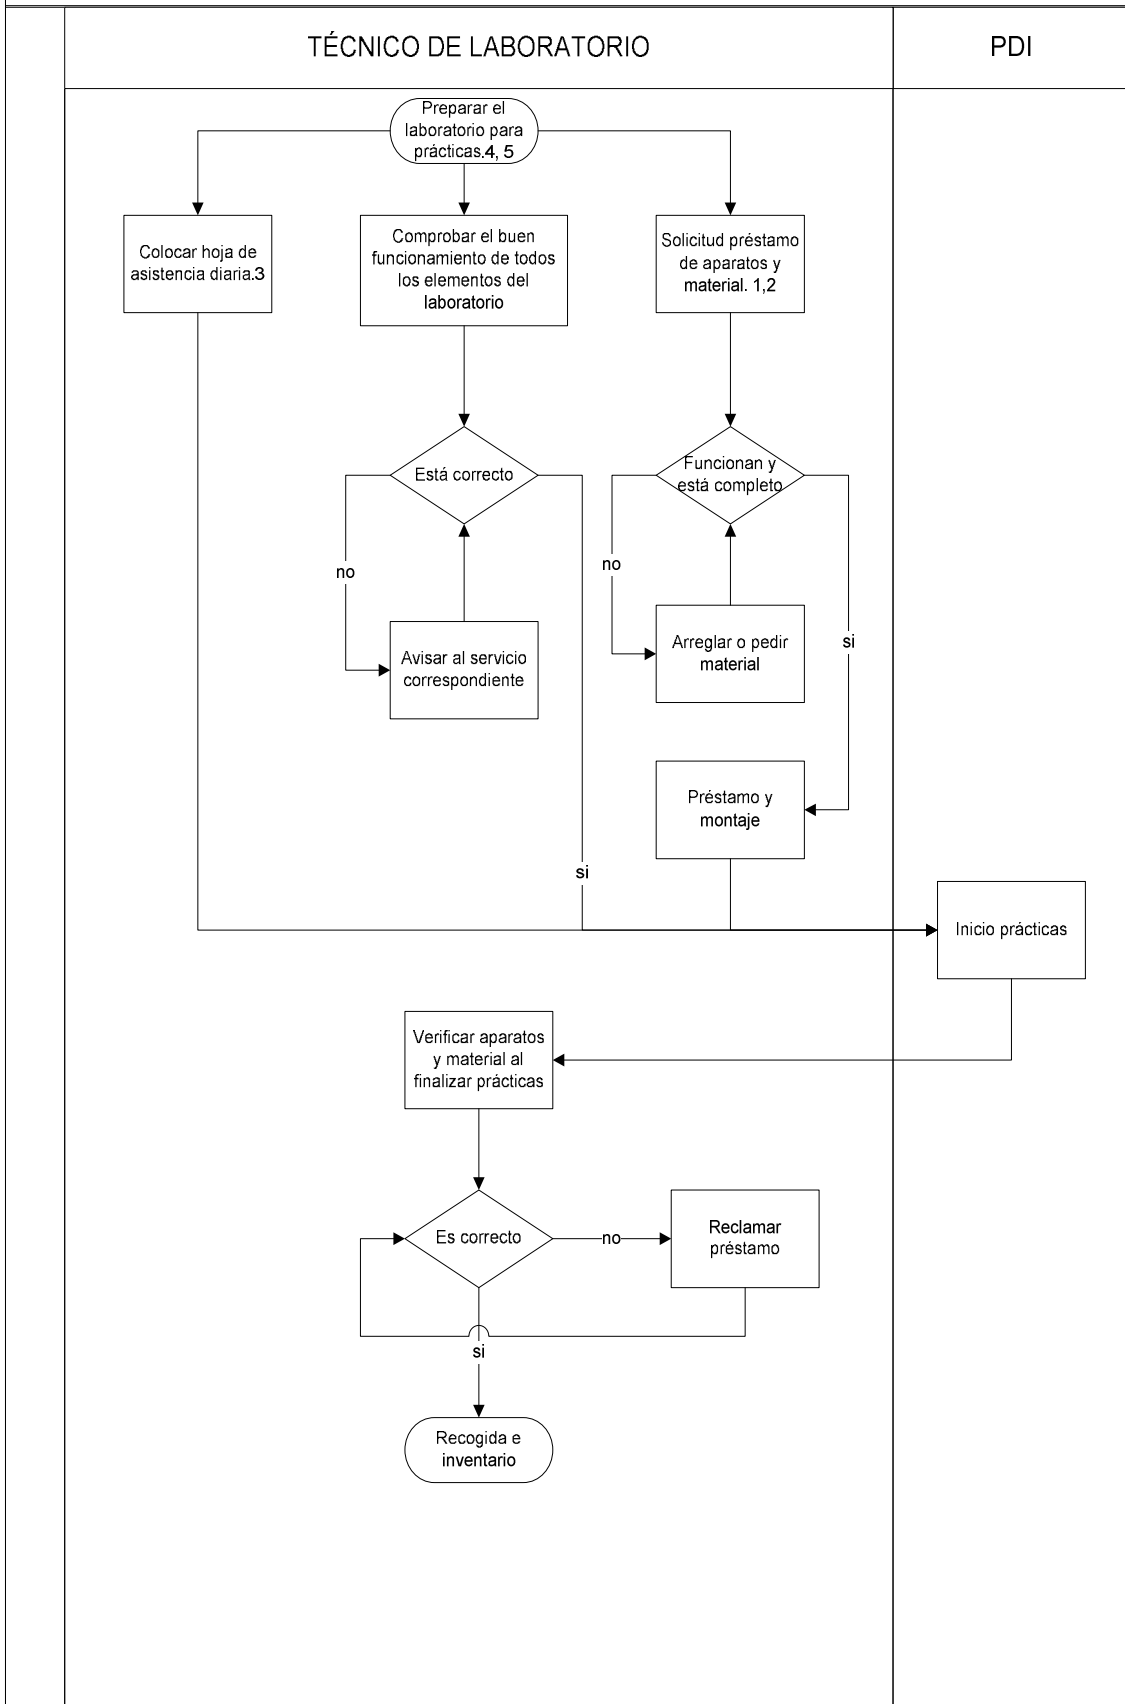 TÉCNICO DE LABORATORIO
PDI
Preparar el
laboratorio para
prácticas.4, 5
Colocar hoja de
asistencia diaria.3
Comprobar el buen
funcionamiento de todos
los elementos del
laboratorio
Solicitud préstamo
de aparatos y
material. 1,2
Está correcto
Funcionan y
está completo
no
no
Avisar al servicio
correspondiente
Arreglar o pedir
material
si
Préstamo y
montaje
si
Inicio prácticas
Verificar aparatos
y material al
finalizar prácticas
Es correcto
no
Reclamar
préstamo
si
Recogida e
inventario